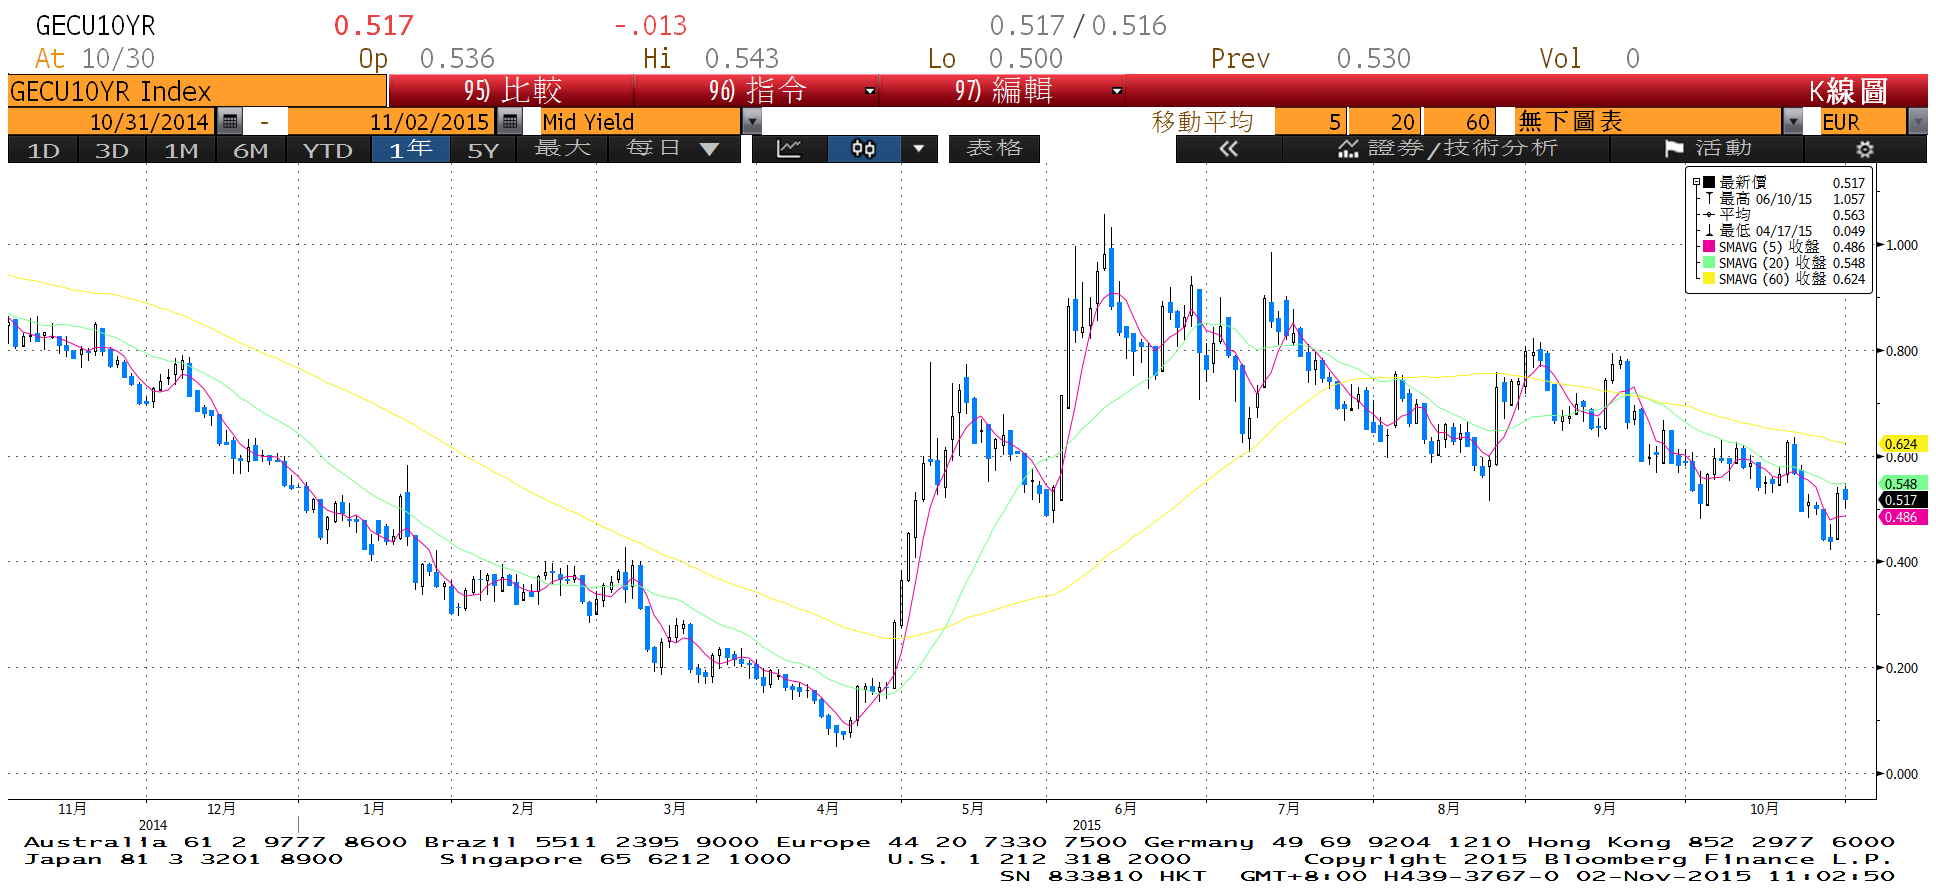 GECU10YR 0.517 -.013 0.517 / 0.516
At 10/30 Op 0.536 Hi 0.543 Lo 0.500 Prev 0.530 Vol 0
GECU10YR Index 95) 比較 96) 指令 97) 編輯 K線圖
10/31/2014 - 11/02/2015 Mid Yield 移動平均 5 20 60 無下圖表 EUR
1D 3D 1M 6M YTD 1年 5Y 最大 每日 ▼ 表格 « 證券/技術分析 活動
最新價 0.517
最高 06/10/15 1.057
平均 0.563
最低 04/17/15 0.049
SMAVG (5) 收盤 0.486
SMAVG (20) 收盤 0.548
SMAVG (60) 收盤 0.624
1.000
0.800
0.624
0.600
0.548
0.517
0.486
0.400
0.200
0.000
11月 12月 1月 2月 3月 4月 5月 6月 7月 8月 9月 10月
2014 2015
Australia 61 2 9777 8600 Brazil 5511 2395 9000 Europe 44 20 7330 7500 Germany 49 69 9204 1210 Hong Kong 852 2977 6000
Japan 81 3 3201 8900 Singapore 65 6212 1000 U.S. 1 212 318 2000 Copyright 2015 Bloomberg Finance L.P.
SN 833810 HKT GMT+8:00 H439-3767-0 02-Nov-2015 11:02:50